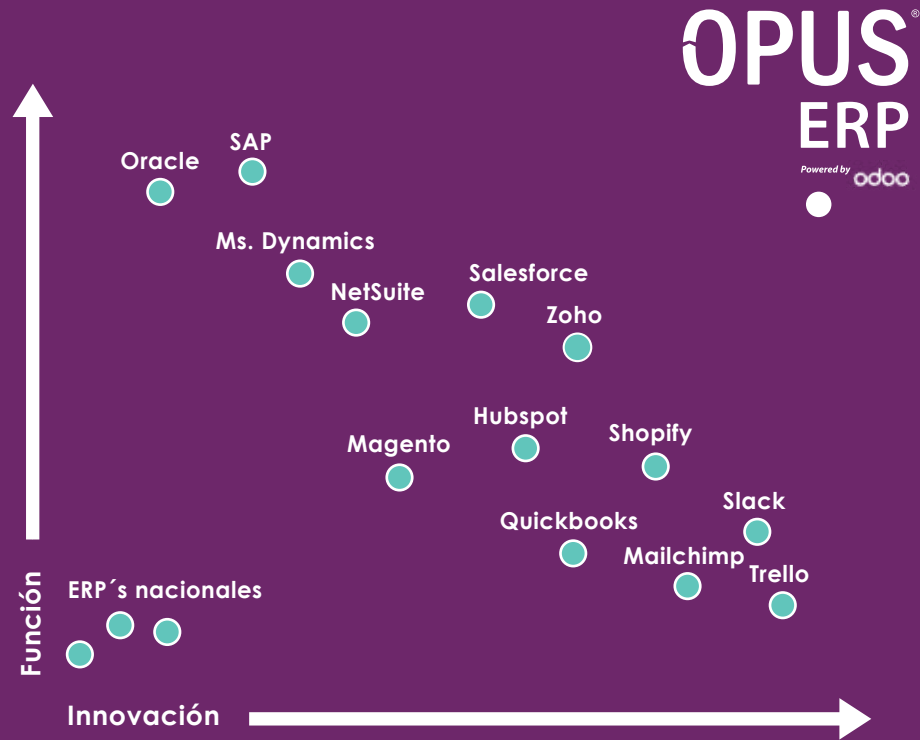 OPUS®
ERP
Powered by odoo
SAP
Oracle
Ms. Dynamics
NetSuite
Salesforce
Zoho
Hubspot
Shopify
Magento
Slack
Quickbooks
Mailchimp
Trello
ERP´s nacionales
Función
Innovación